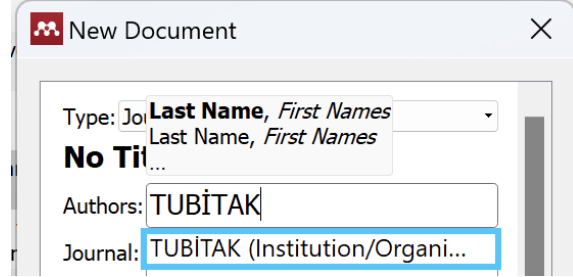 New Document
Type: Jo
Last Name, First Names
Last Name, First Names
...
No Tit
Authors: TUBİTAK
Journal: TUBİTAK (Institution/Organi...